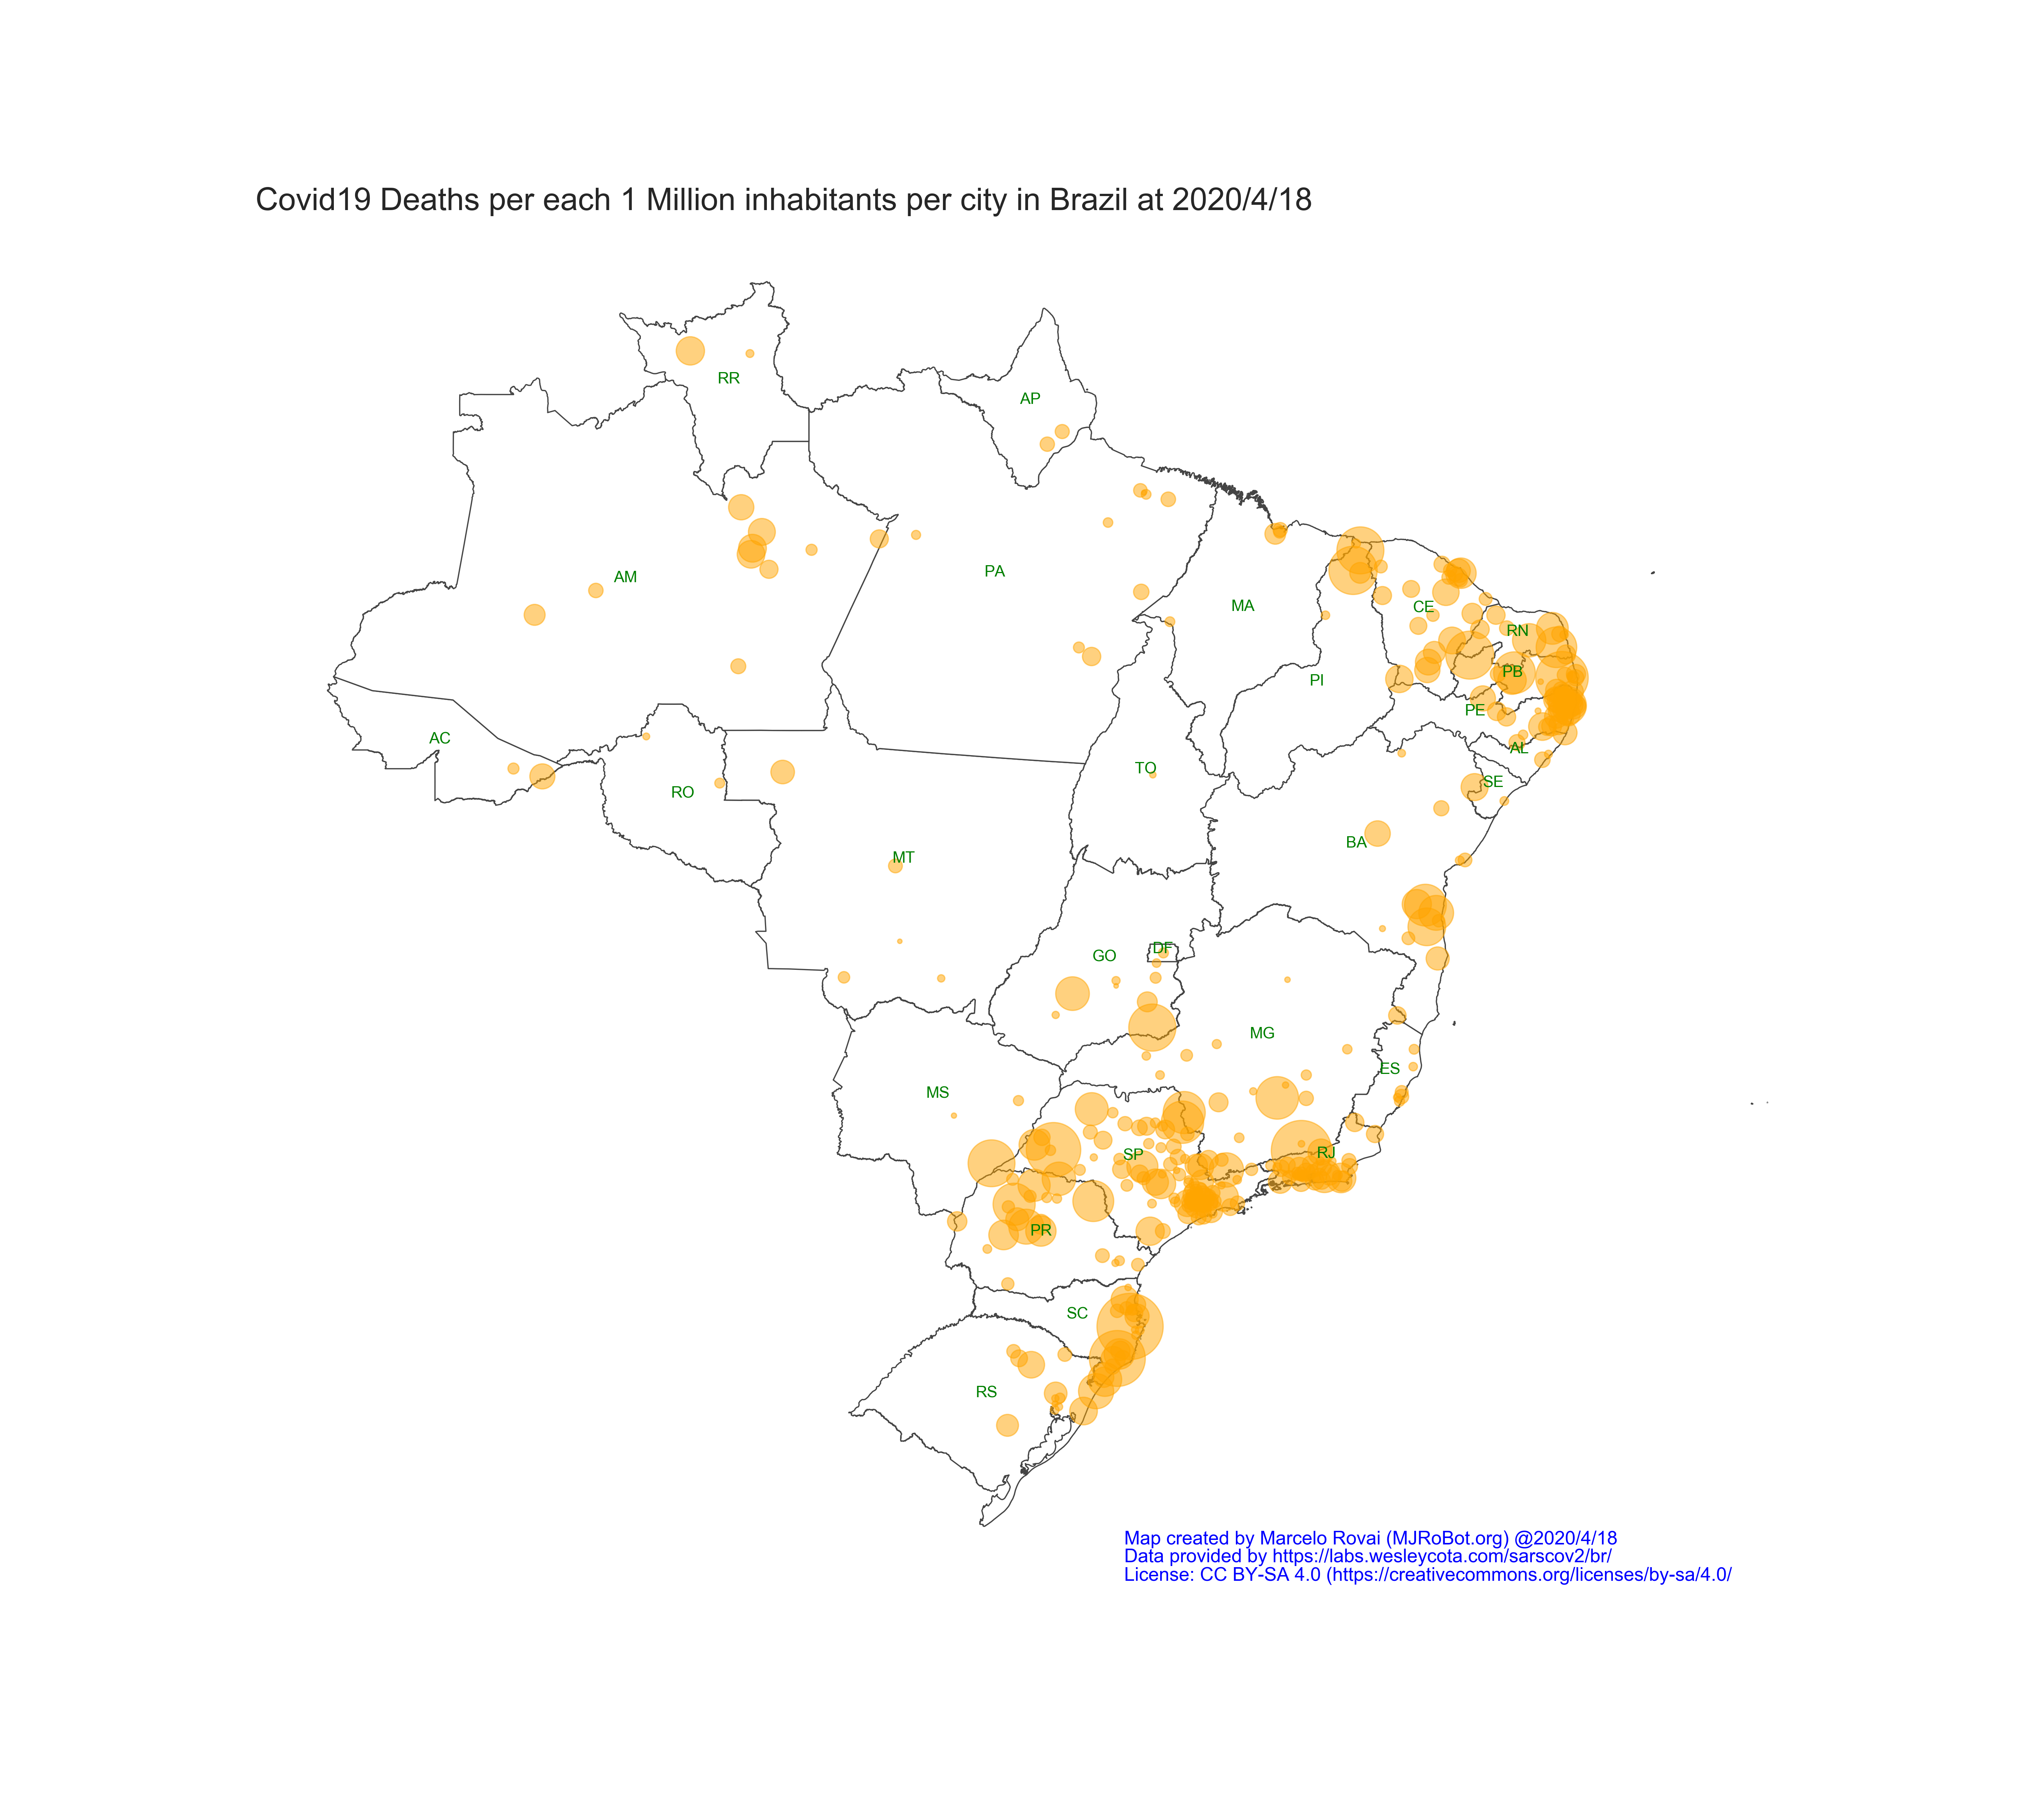 Covid19 Deaths per each 1 Million inhabitants per city in Brazil at 2020/4/18
RR
AP
AM
PA
MA
CE
RN
PB
PI
PE
AC
AL
TO
SE
RO
BA
MT
DF
GO
MG
ES
MS
RJ
SP
PR
SC
RS
Map created by Marcelo Rovai (MJRoBot.org) @2020/4/18
Data provided by https://labs.wesleycota.com/sarscov2/br/
License: CC BY-SA 4.0 (https://creativecommons.org/licenses/by-sa/4.0/